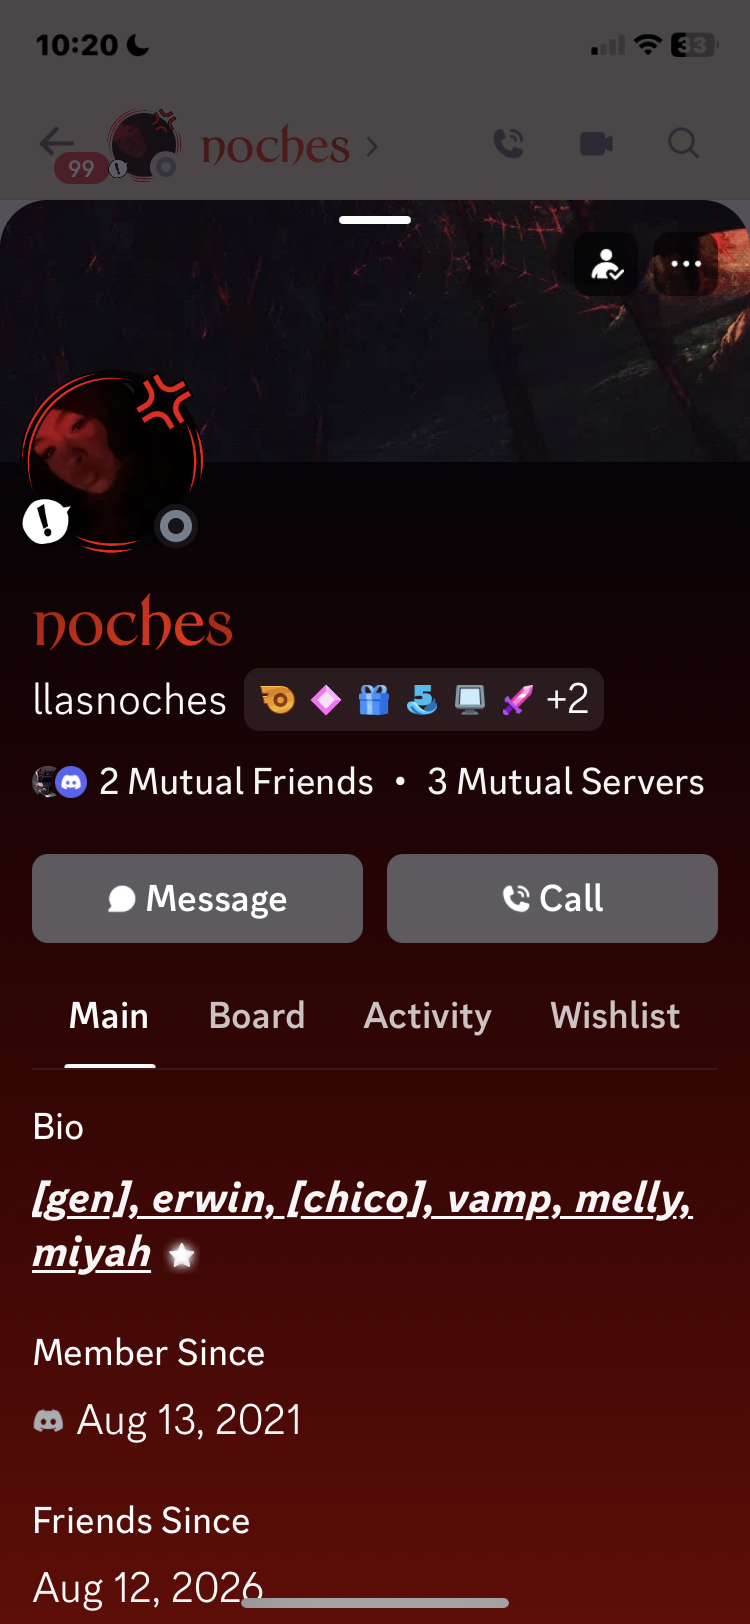 10:20
33
99
noches
noches
llasnoches
5
+2
2 Mutual Friends • 3 Mutual Servers
Message
Call
Main Board Activity Wishlist
Bio
[gen], erwin, [chico], vamp, melly,
miyah
Member Since
Aug 13, 2021
Friends Since
Aug 12, 2026